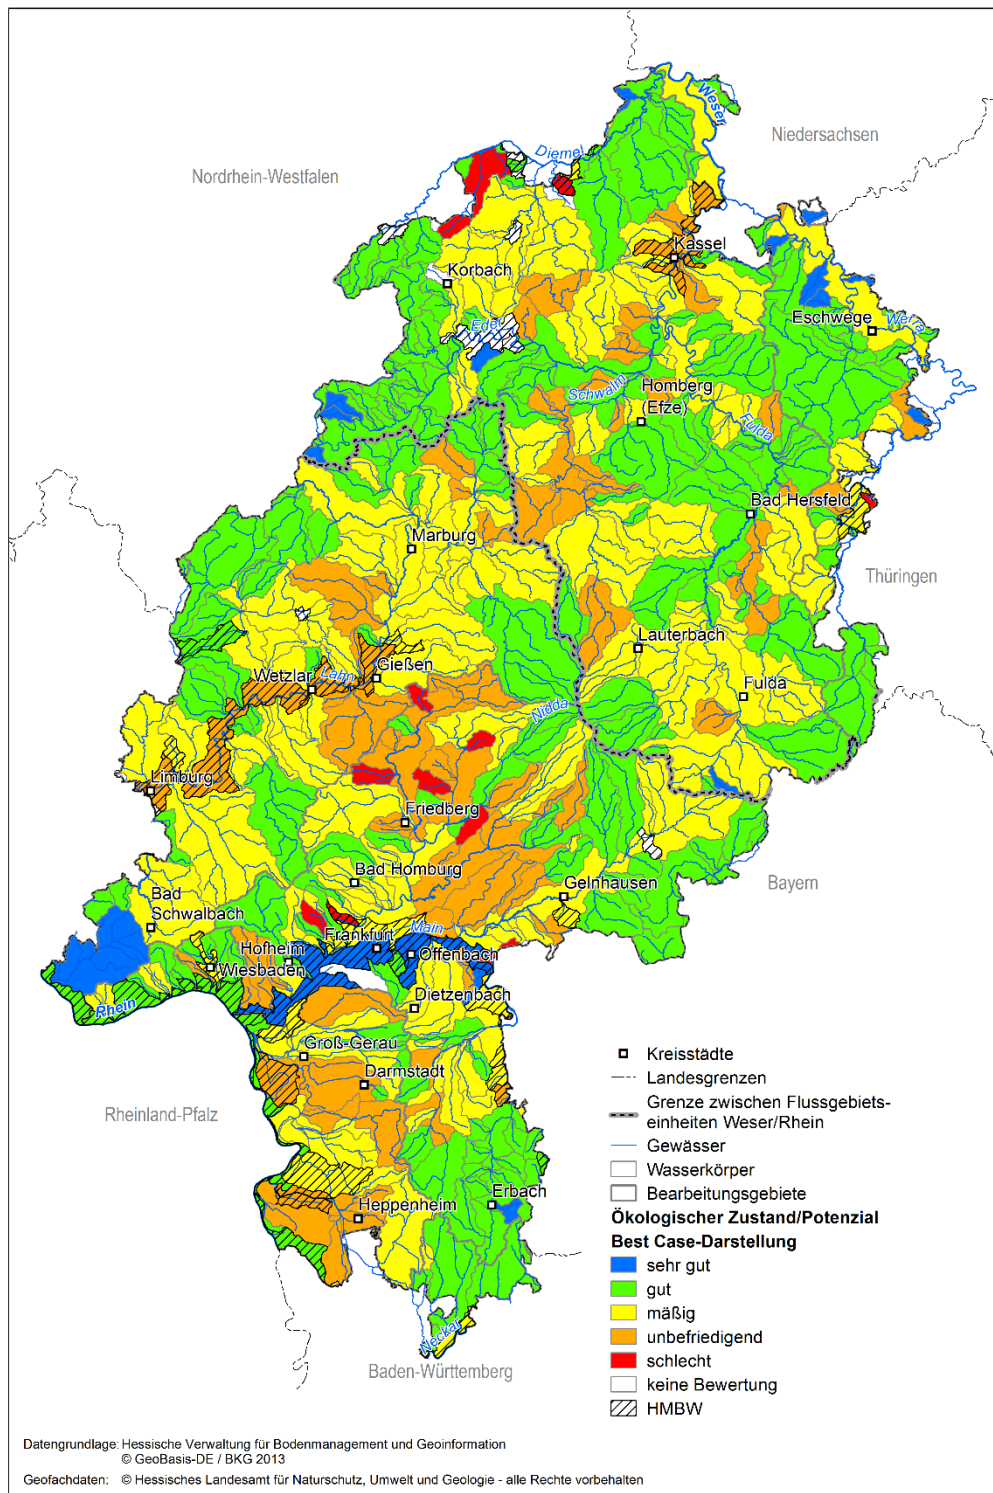 Weser
Niedersachsen
Diemel
Nordrhein-Westfalen
Kassel
Korbach
Eder
Eschwege
Werra
Schwalm
Homberg
(Efze)
Fulda
Bad Hersfeld
Marburg
Thüringen
Lauterbach
Gießen
Wetzlar
Lahn
Fulda
Nidda
Limburg
Friedberg
Bad Homburg
Gelnhausen
Bayern
Bad
Schwalbach
Main
Frankfurt
Hofheim
Offenbach
Wiesbaden
Dietzenbach
Rhein
Groß-Gerau
Darmstadt
Rheinland-Pfalz
Erbach
Heppenheim
Neckar
Baden-Württemberg
Kreisstädte
Landesgrenzen
Grenze zwischen Flussgebiets-
einheiten Weser/Rhein
Gewässer
Wasserkörper
Bearbeitungsgebiete
Ökologischer Zustand/Potenzial
Best Case-Darstellung
sehr gut
gut
mäßig
unbefriedigend
schlecht
keine Bewertung
HMBW
Datengrundlage: Hessische Verwaltung für Bodenmanagement und Geoinformation
© GeoBasis-DE / BKG 2013
Geofachdaten: © Hessisches Landesamt für Naturschutz, Umwelt und Geologie - alle Rechte vorbehalten